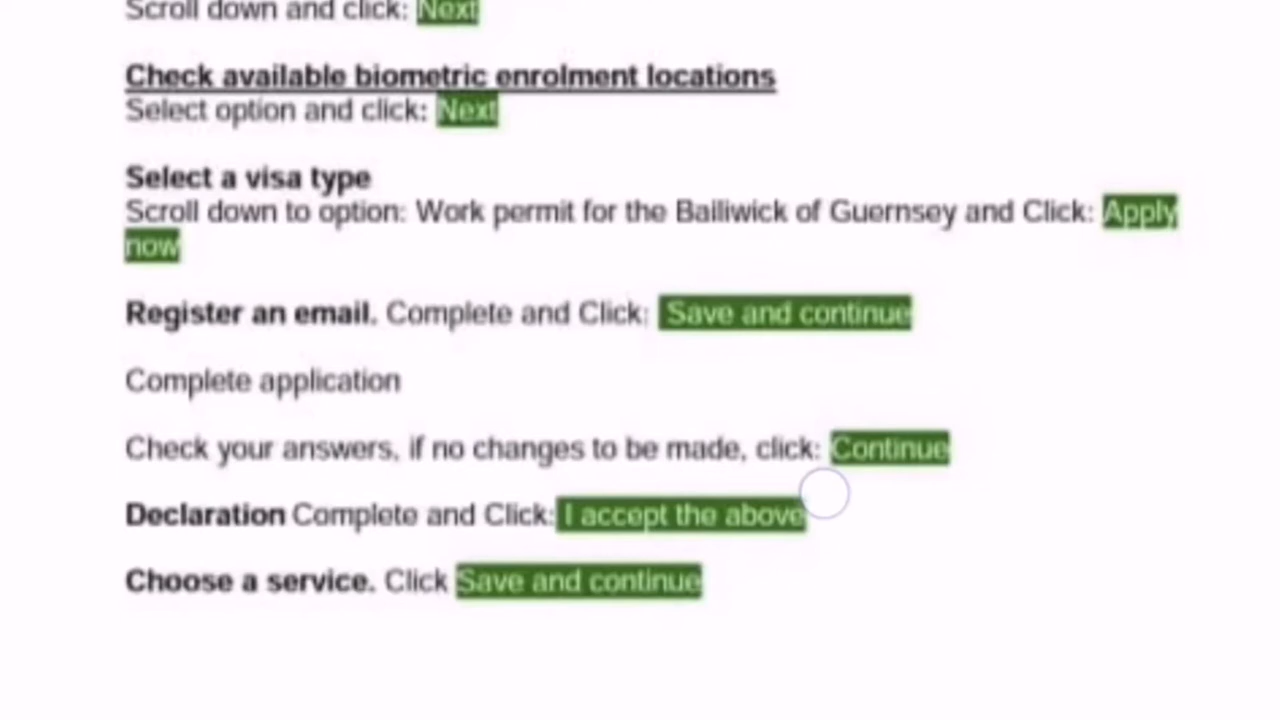 Scroll down and click: Next
Check available biometric enrolment locations
Select option and click: Next
Select a visa type
Scroll down to option: Work permit for the Bailiwick of Guernsey and Click: Apply
now
Register an email. Complete and Click: Save and continue
Complete application
Check your answers, if no changes to be made, click: Continue
Declaration Complete and Click: I accept the above
Choose a service. Click Save and continue